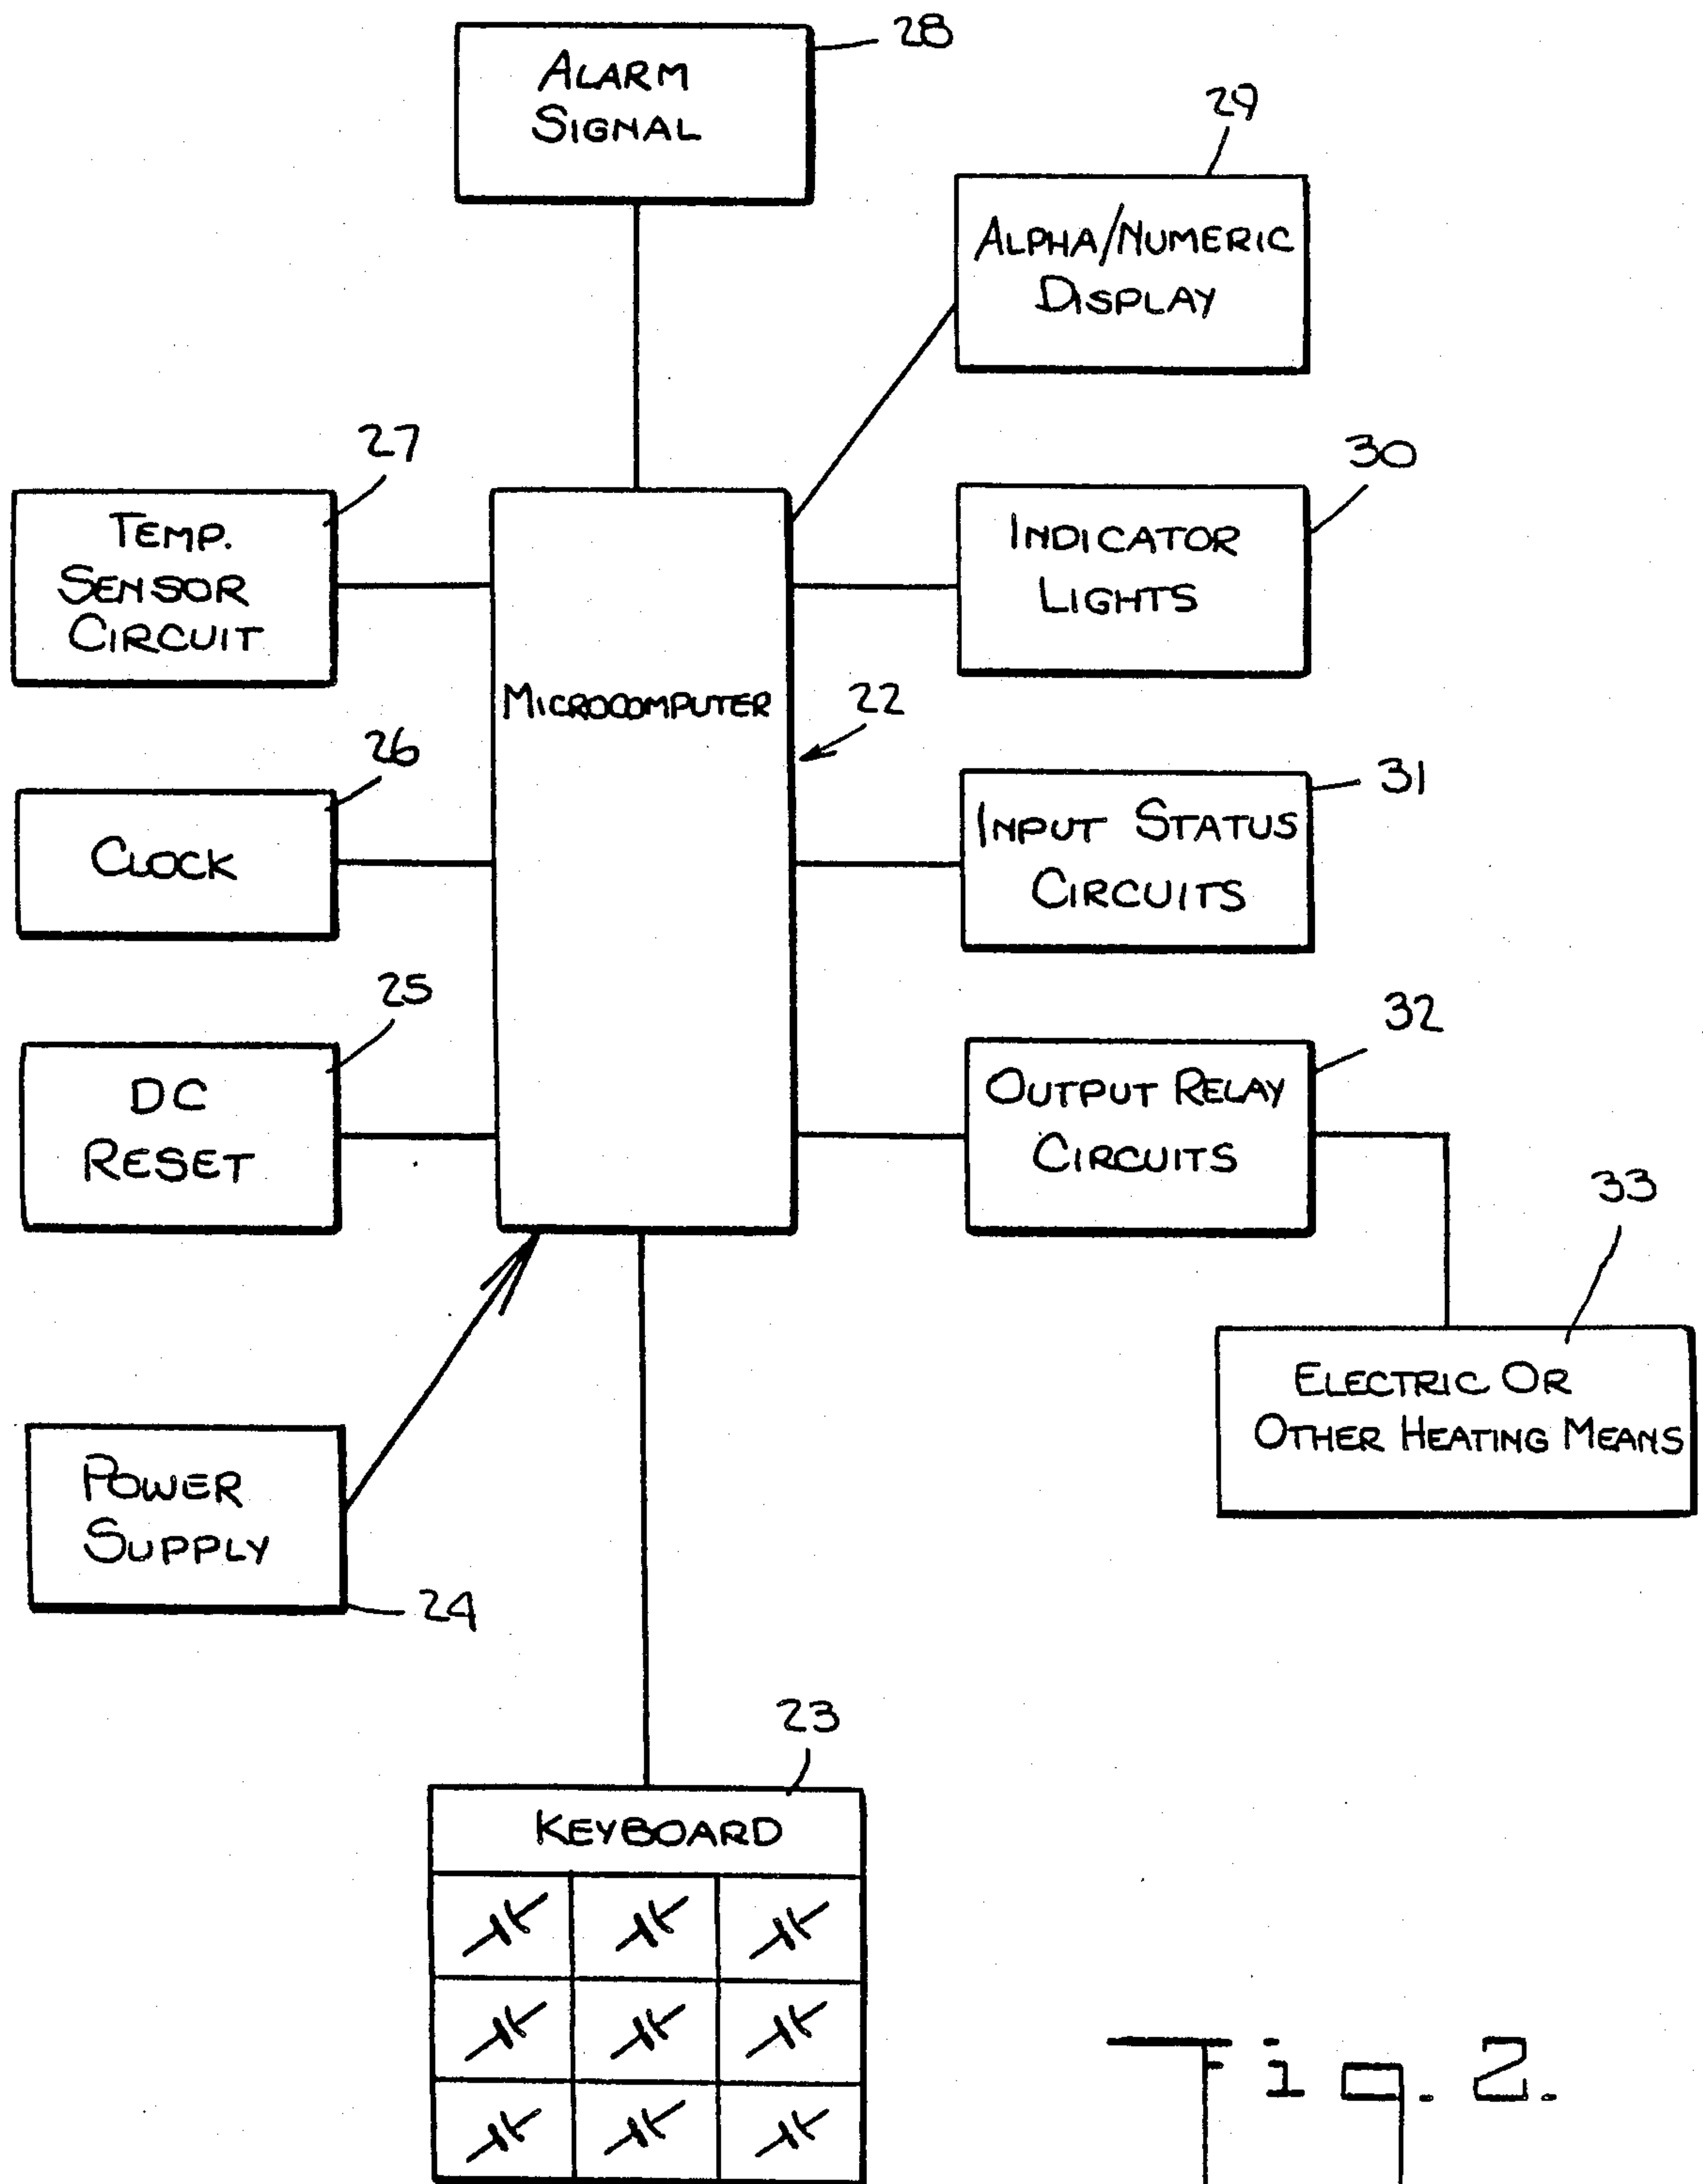 28
ALARM
SIGNAL
29
ALPHA/NUMERIC
DISPLAY
27
TEMP.
SENSOR
CIRCUIT
30
INDICATOR
LIGHTS
MICROCOMPUTER
22
26
CLOCK
31
INPUT STATUS
CIRCUITS
25
DC
RESET
32
OUTPUT RELAY
CIRCUITS
33
ELECTRIC OR
OTHER HEATING MEANS
POWER
SUPPLY
24
23
KEYBOARD
Fig. 2.